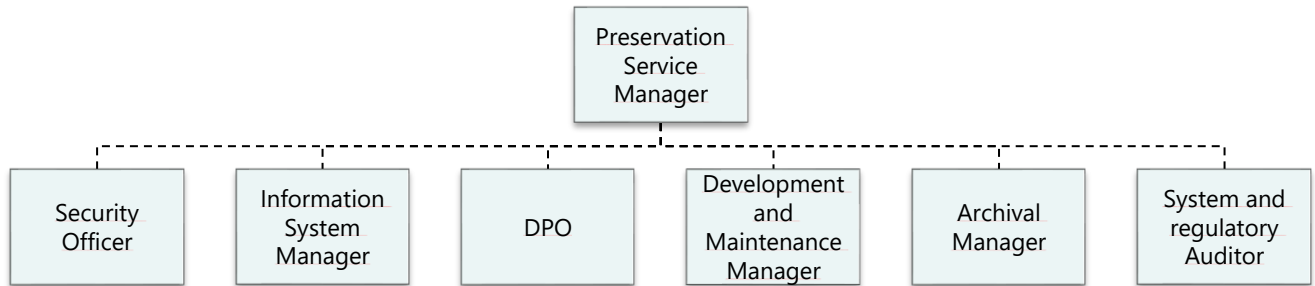 Preservation
Service
Manager
Security
Officer
Information
System
Manager
DPO
Development
and
Maintenance
Manager
Archival
Manager
System and
regulatory
Auditor